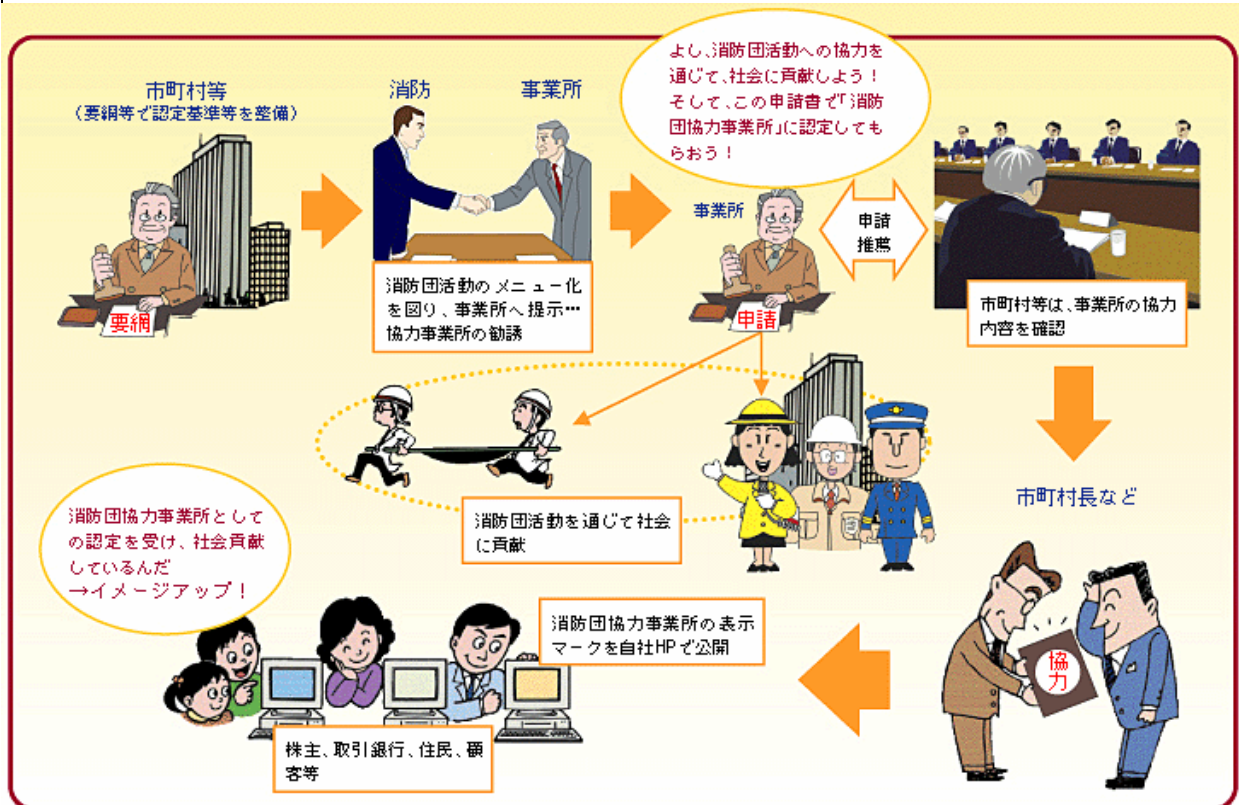 市町村等
(要綱等で認定基準等を整備)
要綱
消防
事業所
消防団活動のメニュー化
を図り、事業所へ提示…
協力事業所の勧誘
よし、消防団活動への協力を
通じて、社会に貢献しよう！
そして、この申請書で「消防
団協力事業所」に認定しても
らおう！
事業所
申請
申請
推薦
市町村等は、事業所の協力
内容を確認
消防団活動を通じて社会
に貢献
市町村長など
協
力
消防団協力事業所の表示
マークを自社HPで公開
消防団協力事業所として
の認定を受け、社会貢献
しているんだ
→イメージアップ！
株主、取引銀行、住民、顧
客等